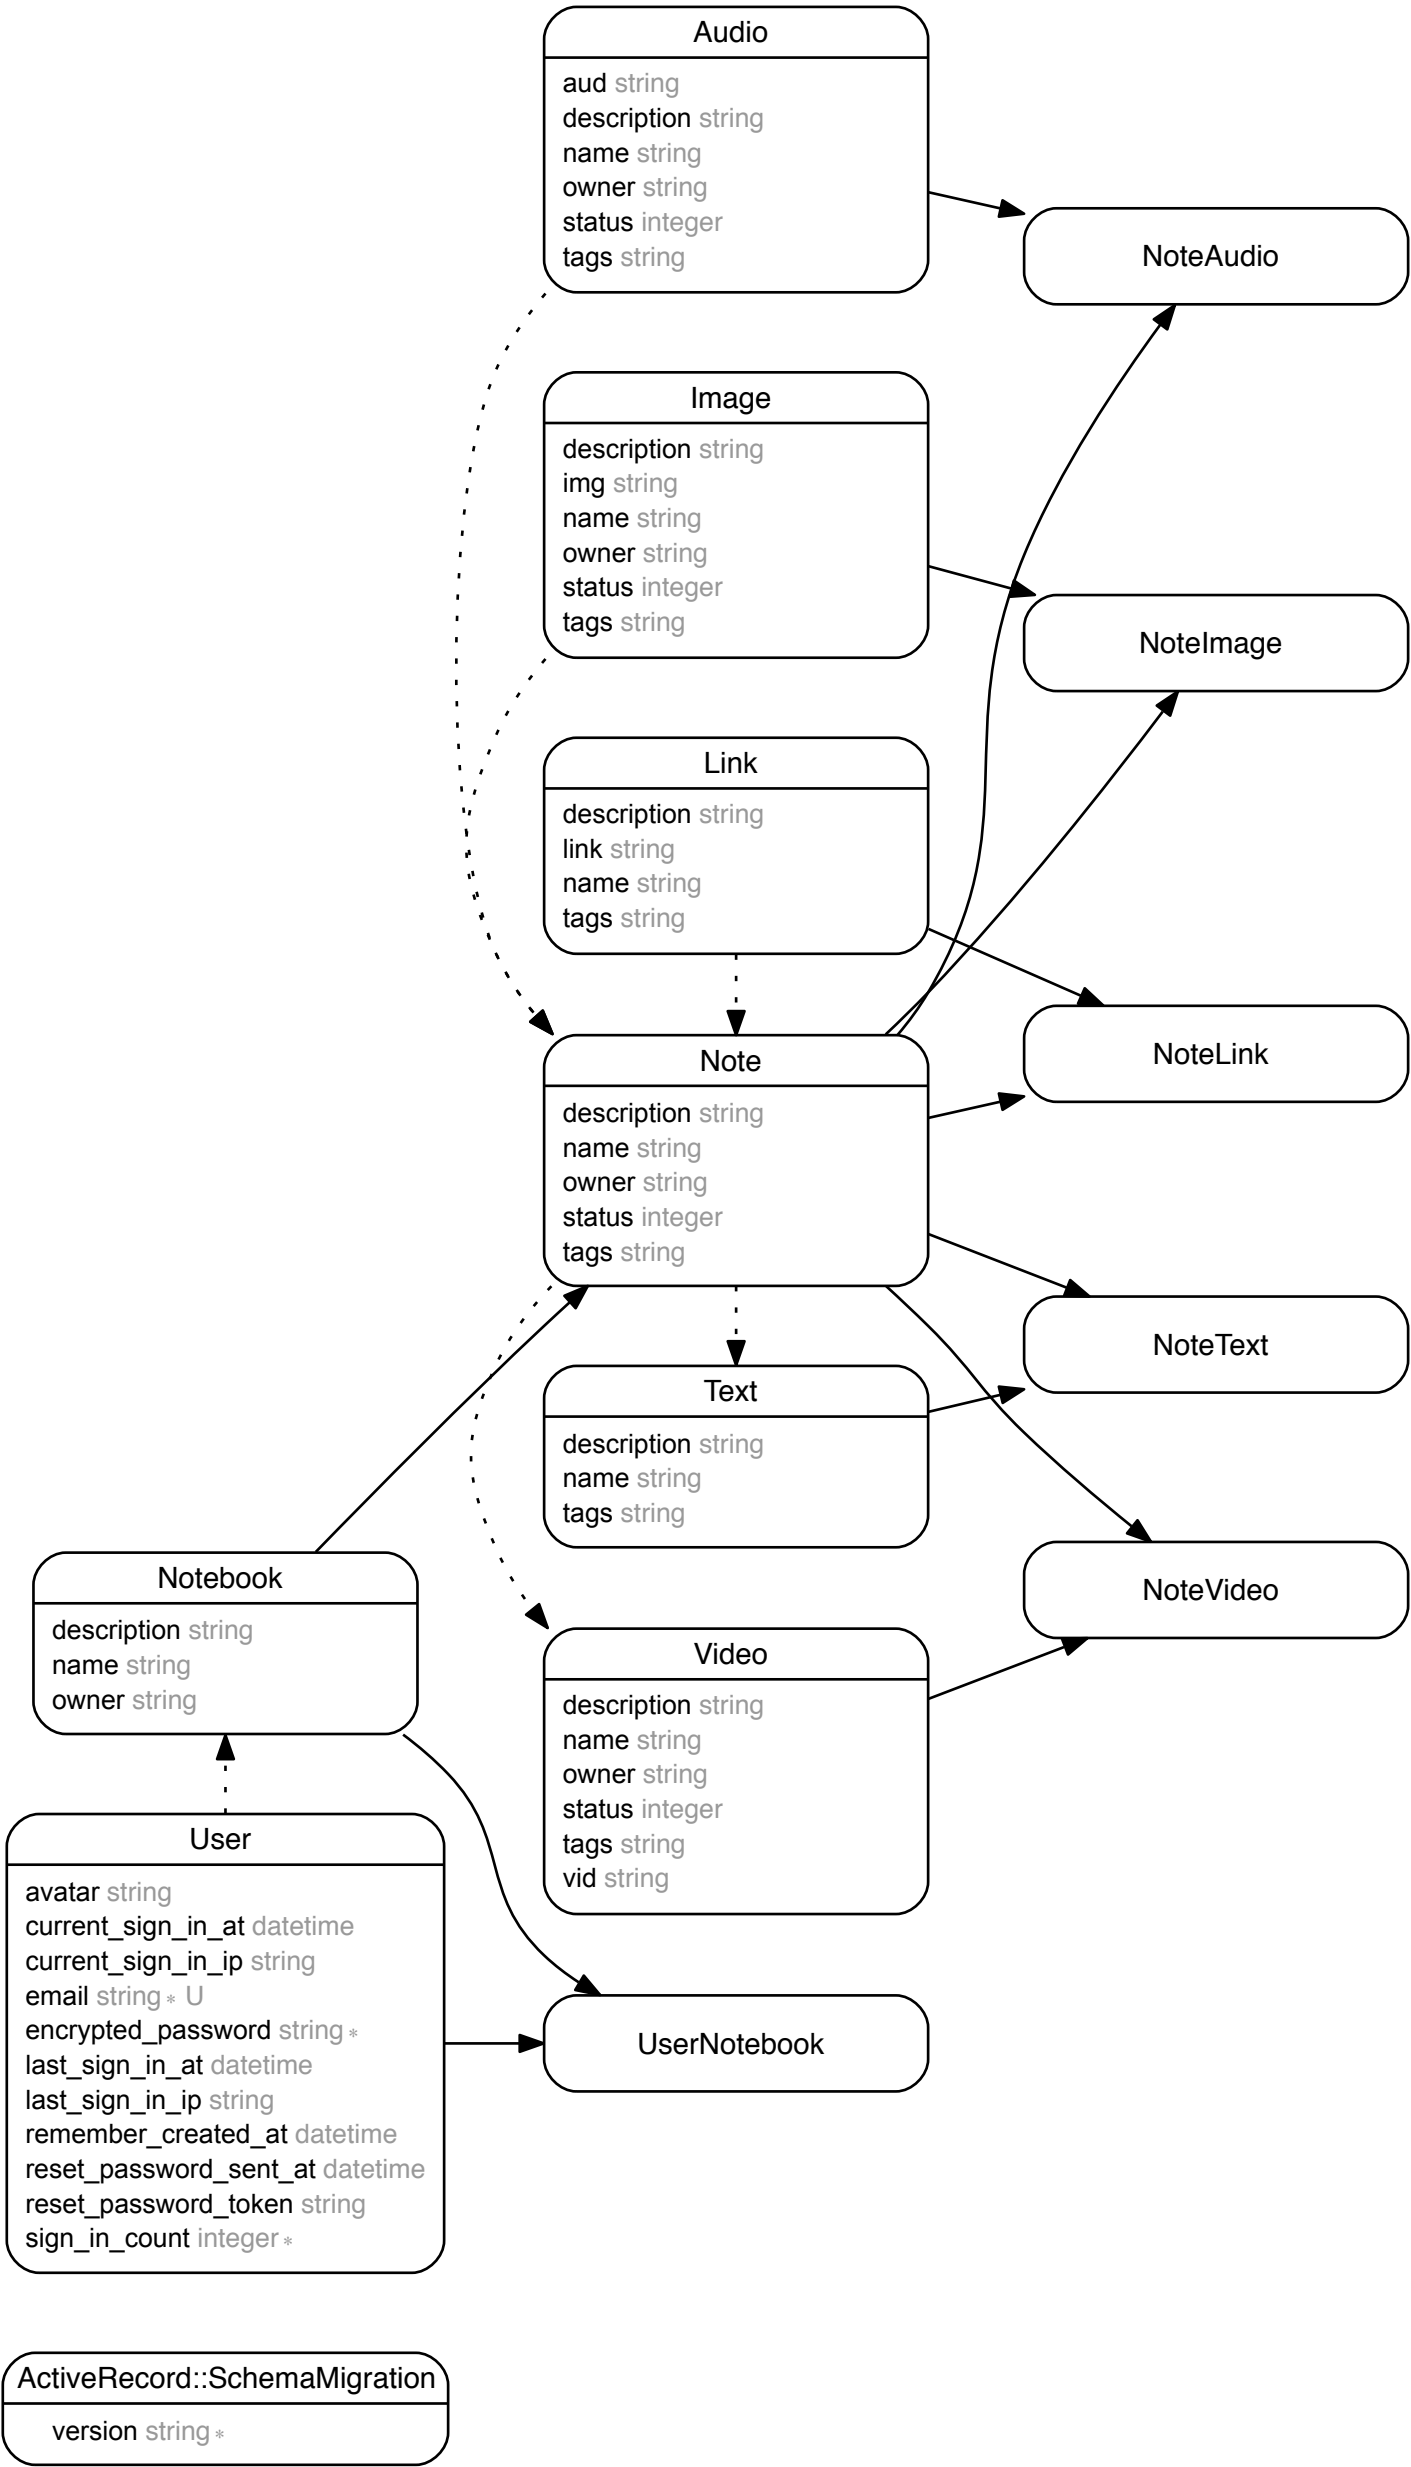 Audio
aud string
description string
name string
owner string
status integer
tags string
NoteAudio
Image
description string
img string
name string
owner string
status integer
tags string
NoteImage
Link
description string
link string
name string
tags string
NoteLink
Note
description string
name string
owner string
status integer
tags string
NoteText
Text
description string
name string
tags string
NoteVideo
Notebook
description string
name string
owner string
Video
description string
name string
owner string
status integer
tags string
vid string
User
avatar string
current_sign_in_at datetime
current_sign_in_ip string
email string * U
encrypted_password string *
last_sign_in_at datetime
last_sign_in_ip string
remember_created_at datetime
reset_password_sent_at datetime
reset_password_token string
sign_in_count integer *
UserNotebook
ActiveRecord::SchemaMigration
version string *